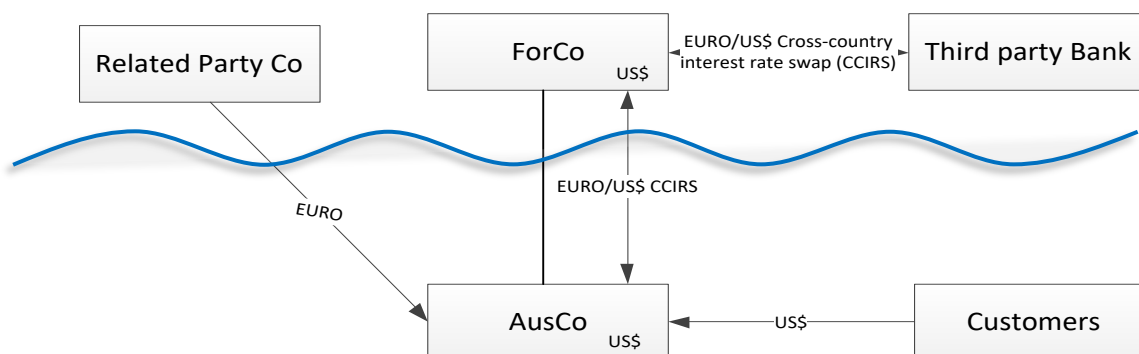 Related Party Co
ForCo
US$
EURO/US$ Cross-country
interest rate swap (CCIRS)
Third party Bank
EURO/US$ CCIRS
EURO
AusCo
US$
US$
Customers